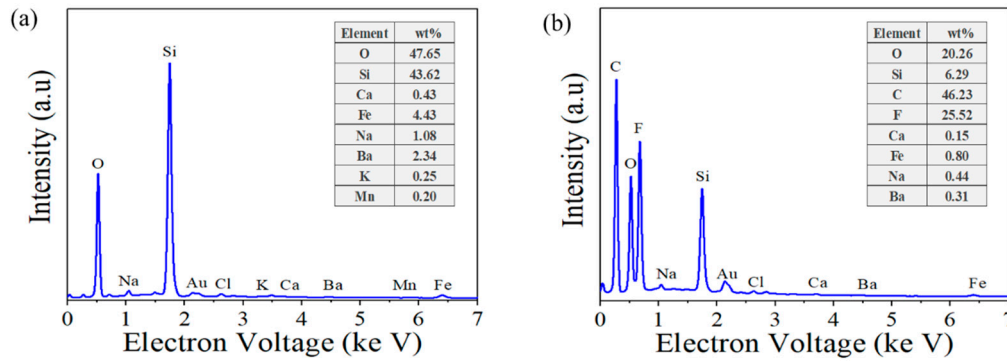 (a)
Intensity (a.u)
O
Na
Si
Au
Cl
K
Ca
Ba
Mn
Fe
Element wt%
O 47.65
Si 43.62
Ca 0.43
Fe 4.43
Na 1.08
Ba 2.34
K 0.25
Mn 0.20
0 1 2 3 4 5 6 7
Electron Voltage (ke V)
(b)
Intensity (a.u)
C
O
F
Na
Si
Au
Cl
Ca
Ba
Fe
Element wt%
O 20.26
Si 6.29
C 46.23
F 25.52
Ca 0.15
Fe 0.80
Na 0.44
Ba 0.31
0 1 2 3 4 5 6 7
Electron Voltage (ke V)